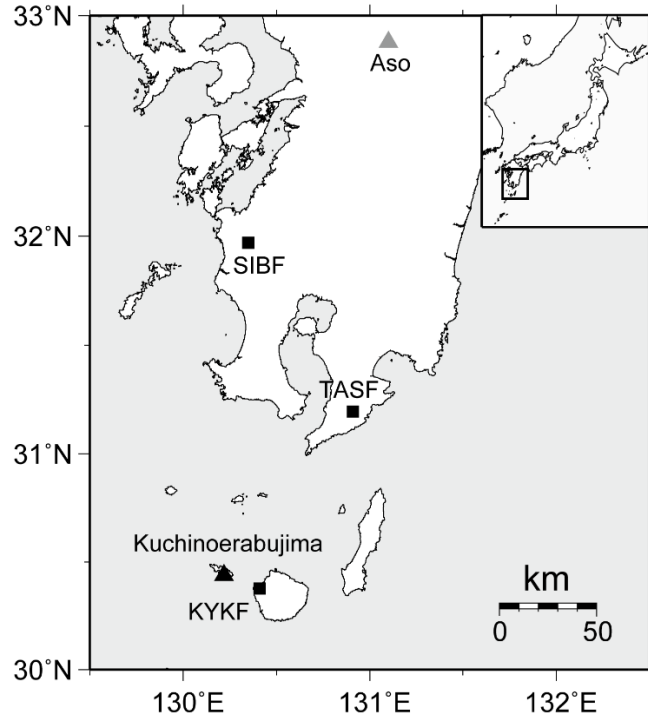 33˚N
Aso
32˚N
SIBF
TASF
31˚N
Kuchinoerabujima
KYKF
km
0 50
30˚N
130˚E 131˚E 132˚E